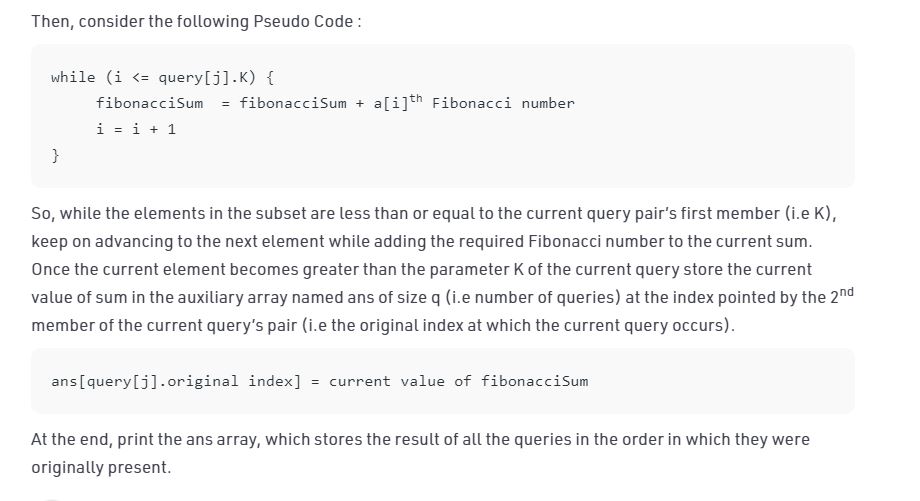 Then, consider the following Pseudo Code :
while (i <= query[j].K) {
fibonacciSum = fibonacciSum + a[i]th Fibonacci number
i = i + 1
}
So, while the elements in the subset are less than or equal to the current query pair’s first member (i.e K),
keep on advancing to the next element while adding the required Fibonacci number to the current sum.
Once the current element becomes greater than the parameter K of the current query store the current
value of sum in the auxiliary array named ans of size q (i.e number of queries) at the index pointed by the 2nd
member of the current query’s pair (i.e the original index at which the current query occurs).
ans[query[j].original index] = current value of fibonacciSum
At the end, print the ans array, which stores the result of all the queries in the order in which they were
originally present.